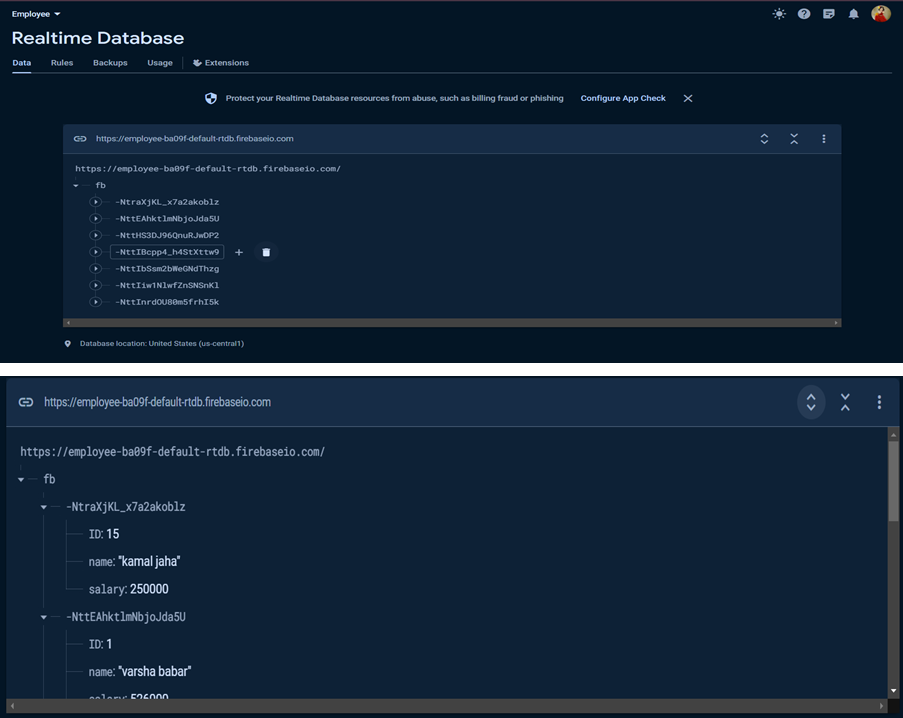 Employee
Realtime Database
Data Rules Backups Usage Extensions
Protect your Realtime Database resources from abuse, such as billing fraud or phishing Configure App Check
https://employee-ba09f-default-rtdb.firebaseio.com
https://employee-ba09f-default-rtdb.firebaseio.com/
fb
-NtraXjKL_x7a2akoblz
-NttEAhktlmNbjoJda5U
-NttHS3DJ96QnuRJwDP2
-NttIBcpp4_h4StXttw9
-NttIbSsm2bWeGNdThzg
-NttIiw1NlwfZnSNSnKl
-NttInrdOU80m5frhI5k
Database location: United States (us-central1)
https://employee-ba09f-default-rtdb.firebaseio.com
https://employee-ba09f-default-rtdb.firebaseio.com/
fb
-NtraXjKL_x7a2akoblz
ID: 15
name: "kamal jaha"
salary: 250000
-NttEAhktlmNbjoJda5U
ID: 1
name: "varsha babar"
salary: 526000